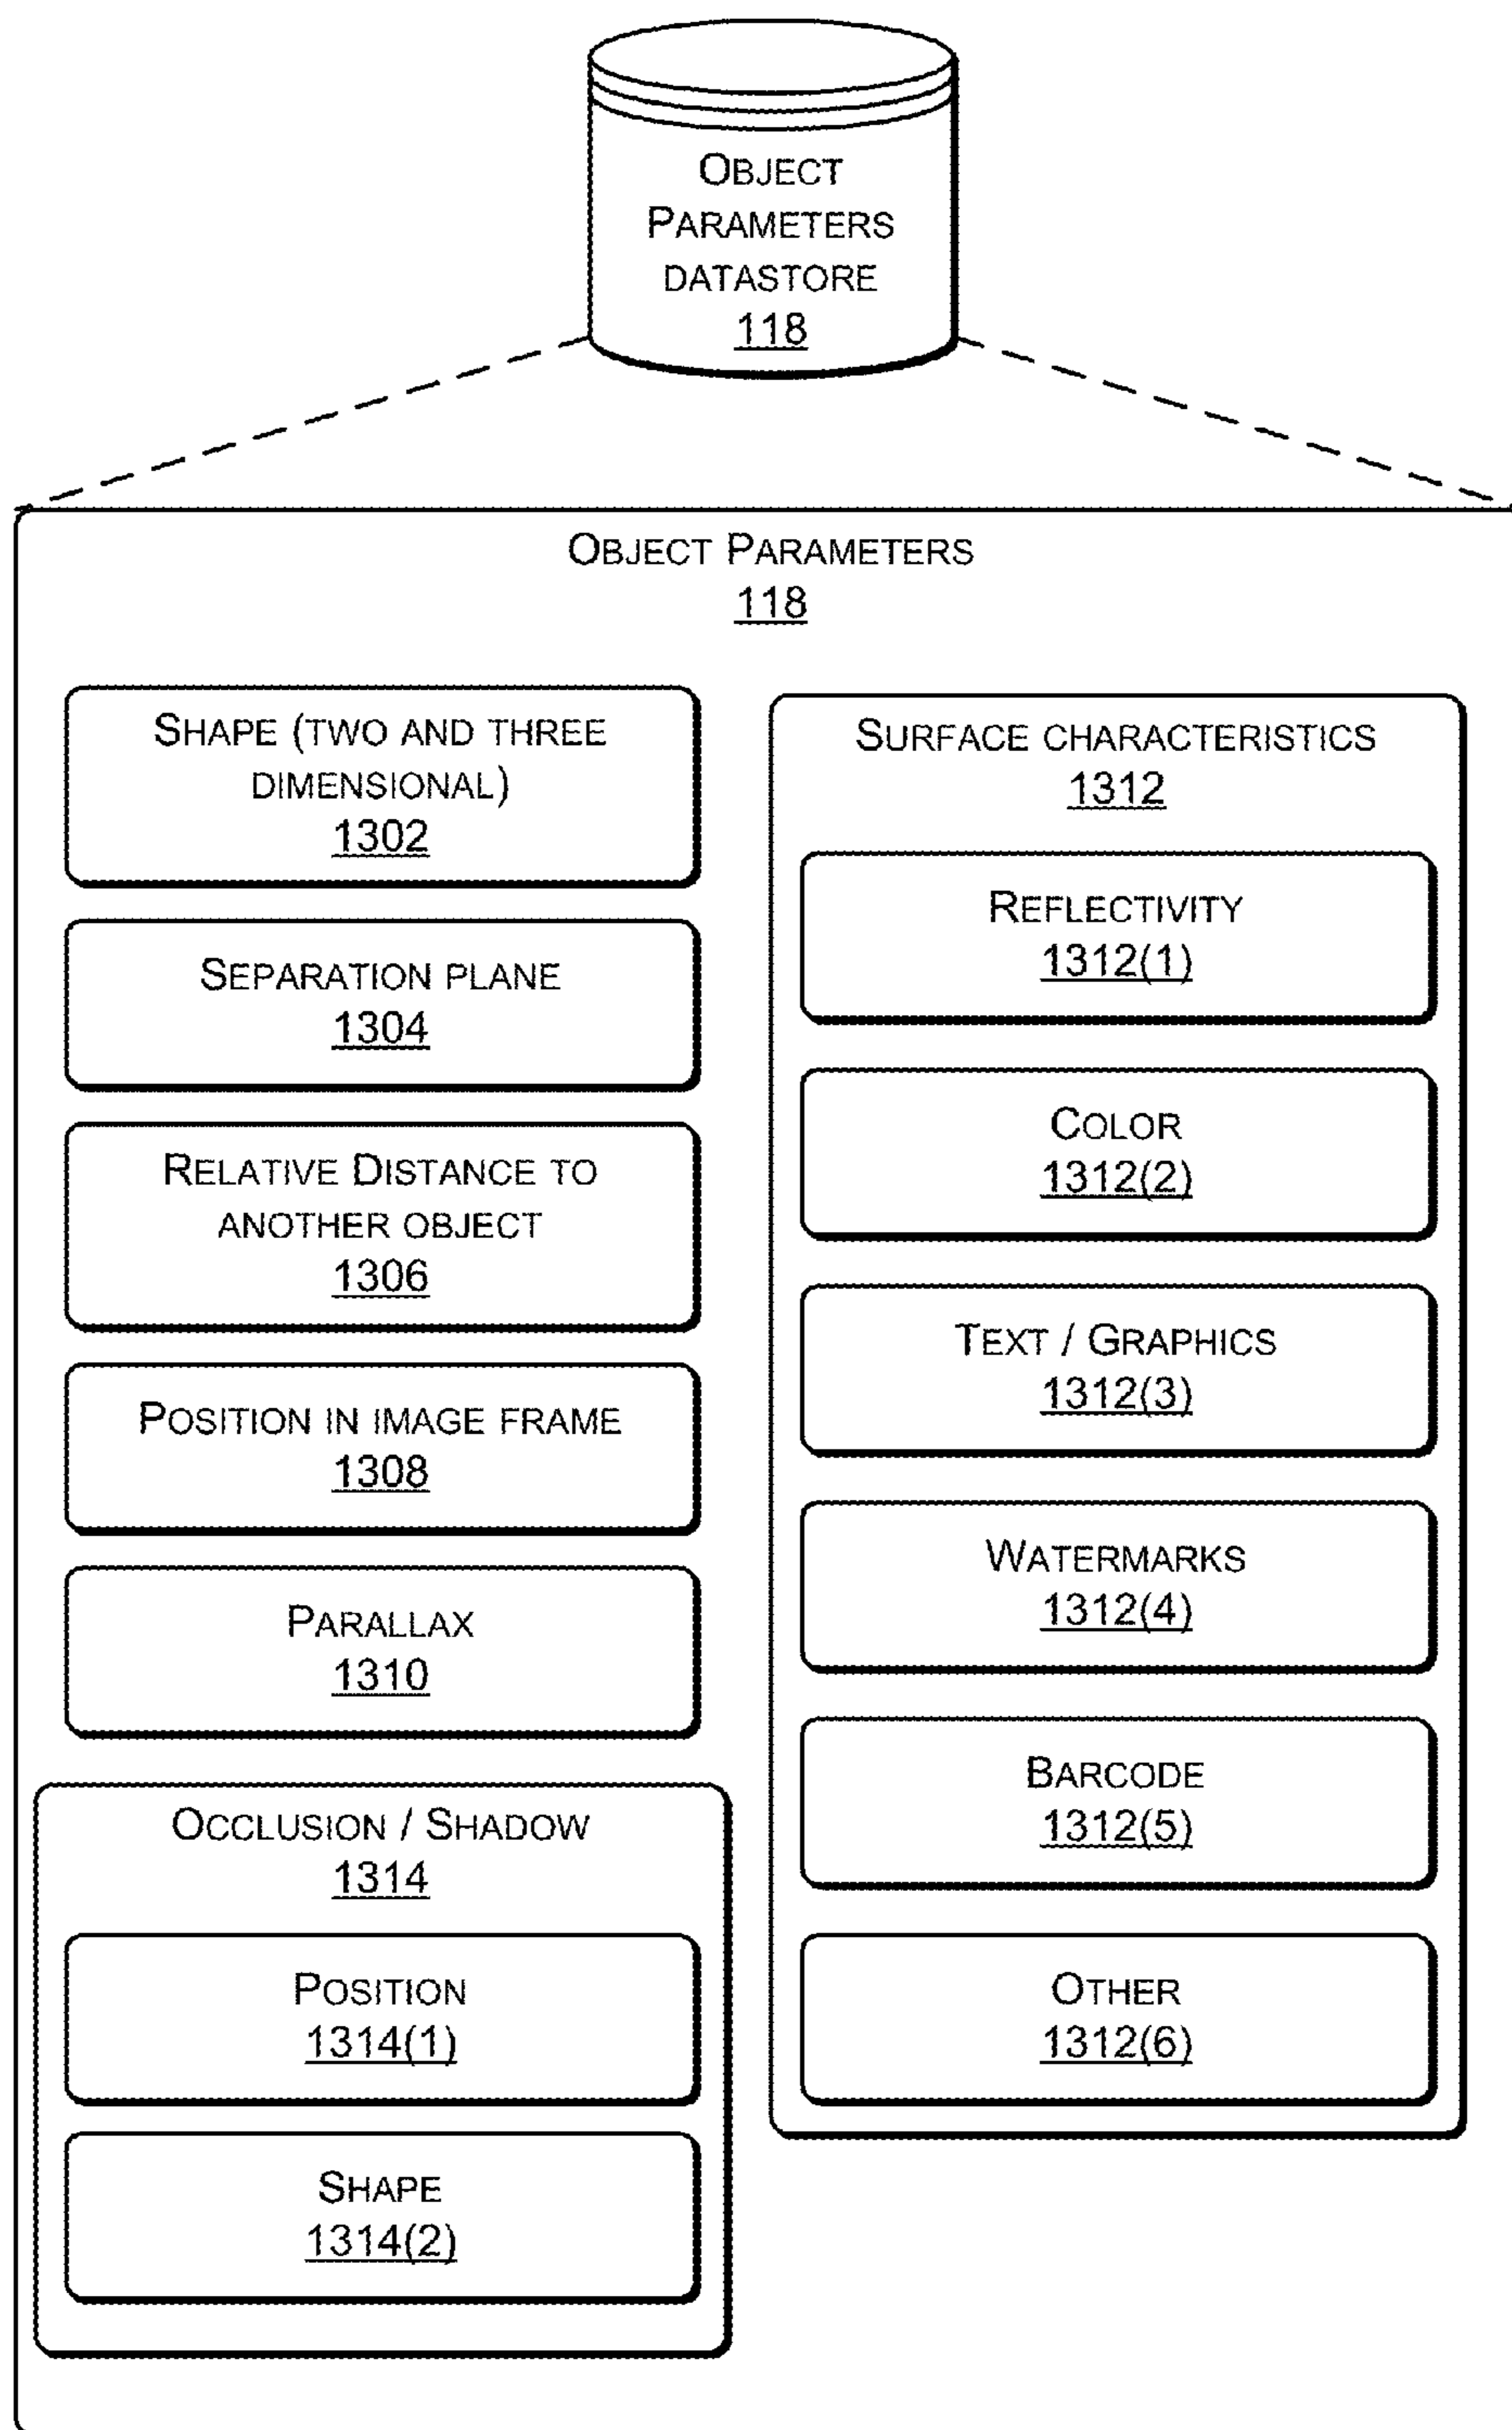 OBJECT
PARAMETERS
DATASTORE
118
OBJECT PARAMETERS
118
SHAPE (TWO AND THREE
DIMENSIONAL)
1302
SEPARATION PLANE
1304
RELATIVE DISTANCE TO
ANOTHER OBJECT
1306
POSITION IN IMAGE FRAME
1308
PARALLAX
1310
OCCLUSION / SHADOW
1314
POSITION
1314(1)
SHAPE
1314(2)
SURFACE CHARACTERISTICS
1312
REFLECTIVITY
1312(1)
COLOR
1312(2)
TEXT / GRAPHICS
1312(3)
WATERMARKS
1312(4)
BARCODE
1312(5)
OTHER
1312(6)